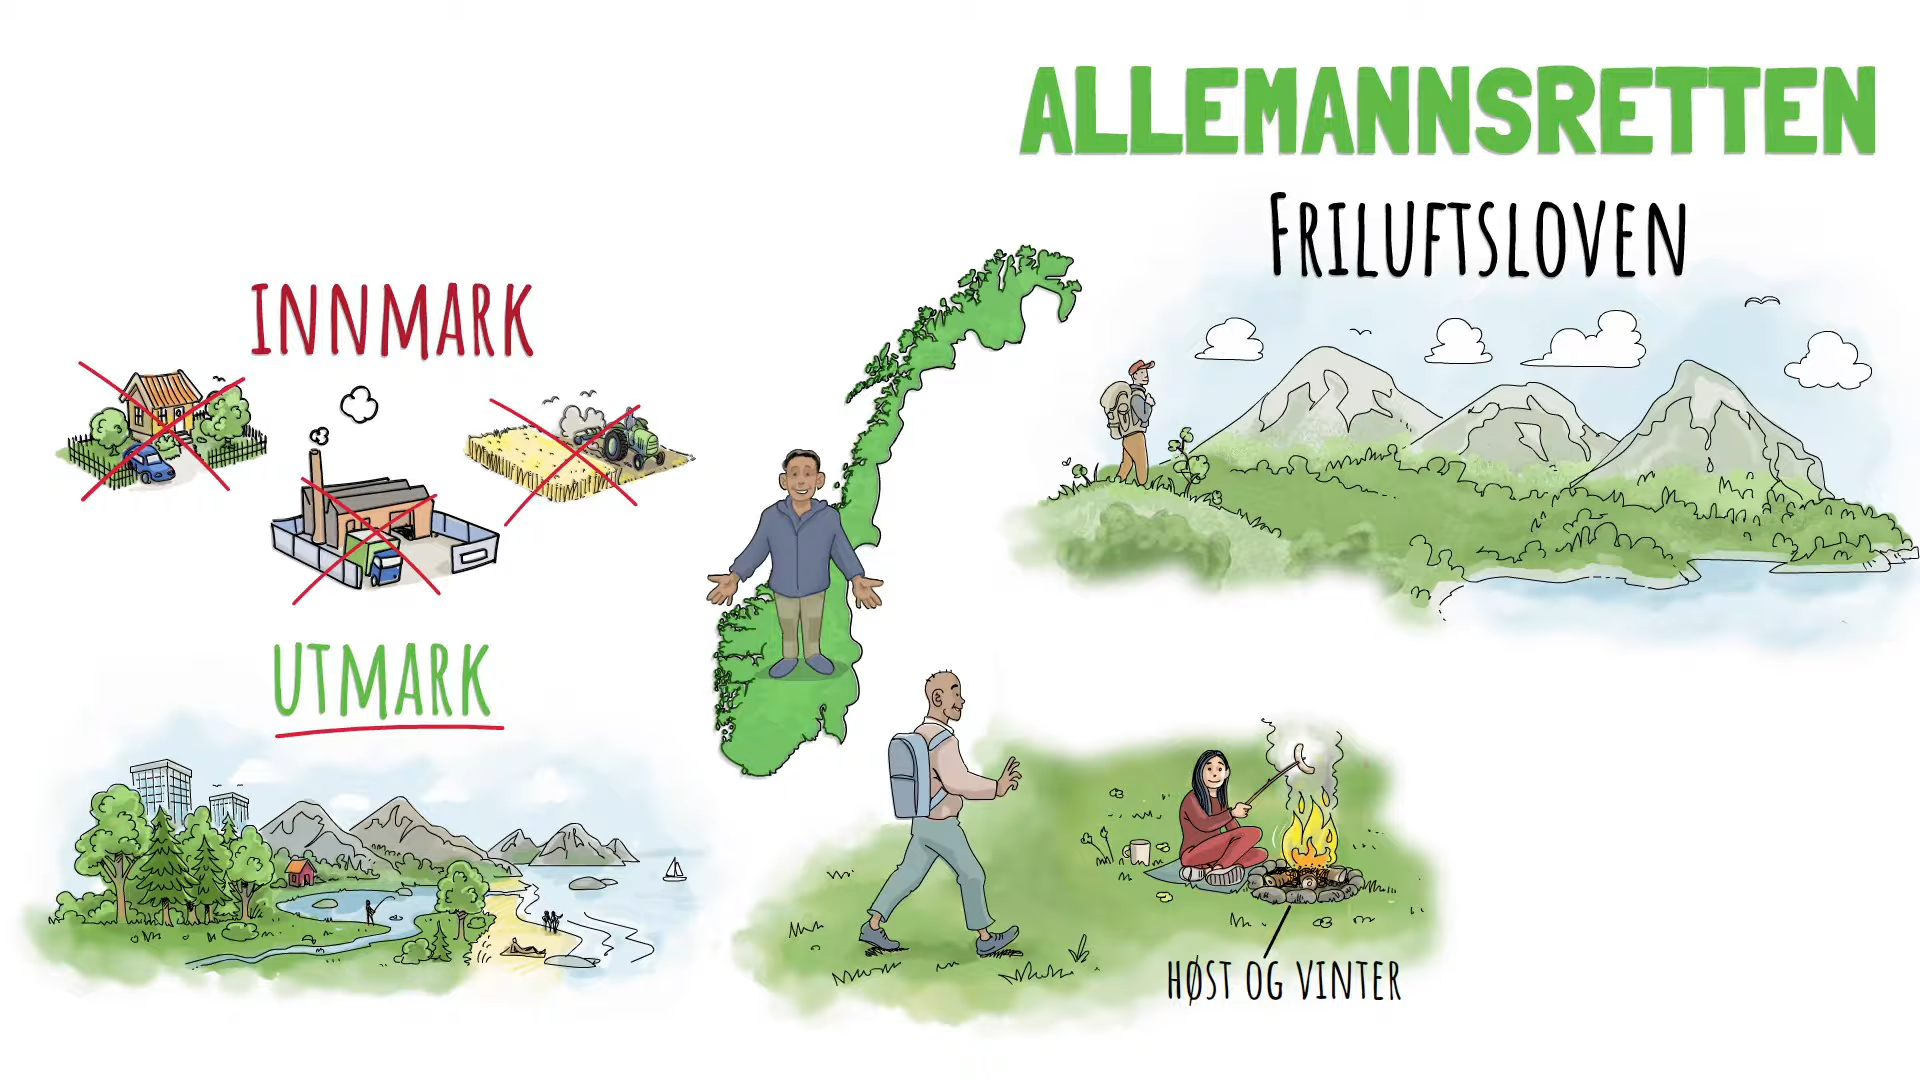 ALLEMANNSRETTEN
FRILUFTSLOVEN
INNMARK
UTMARK
HØST OG VINTER